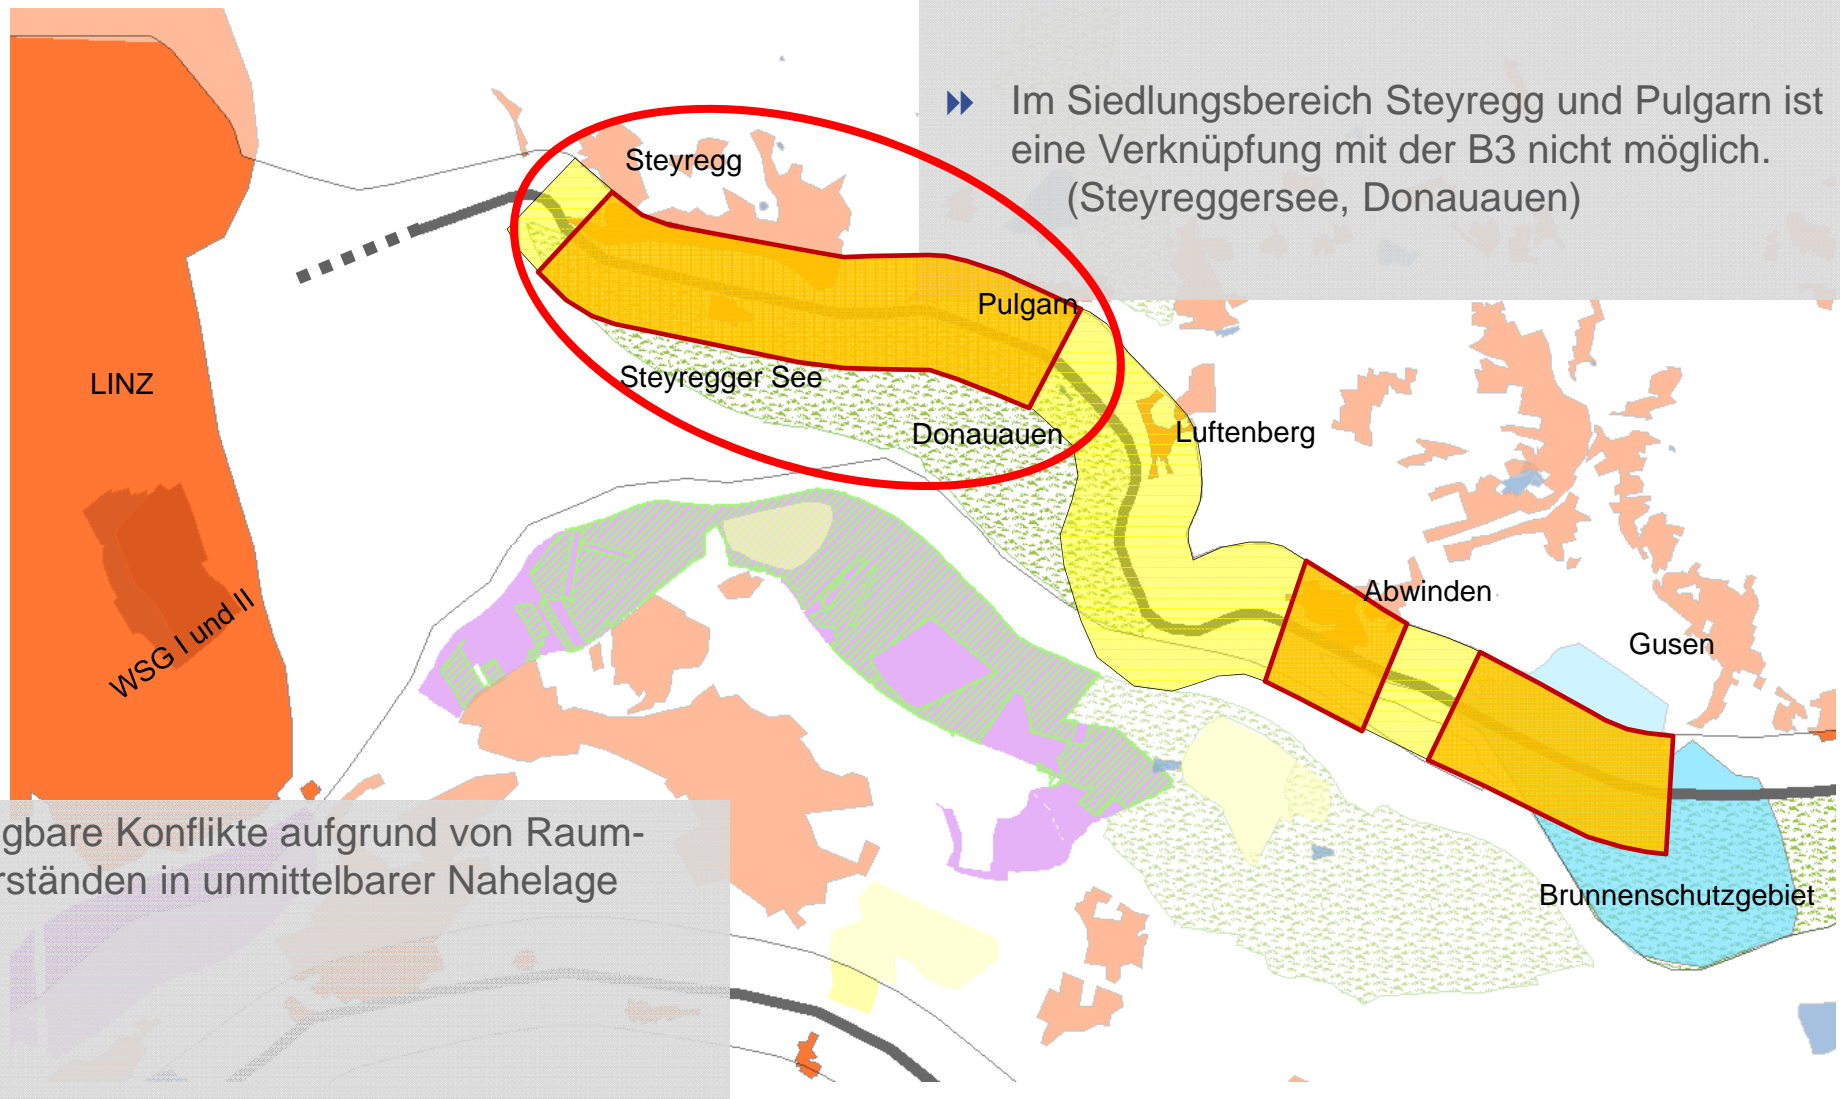 Im Siedlungsbereich Steyregg und Pulgarn ist
eine Verknüpfung mit der B3 nicht möglich.
(Steyreggersee, Donauauen)
Steyregg
Pulgarn
LINZ
Steyregger See
Donauauen
Luftenberg
Abwinden
WSG I und II
Gusen
gbare Konflikte aufgrund von Raum-
rständen in unmittelbarer Nahelage
Brunnenschutzgebiet